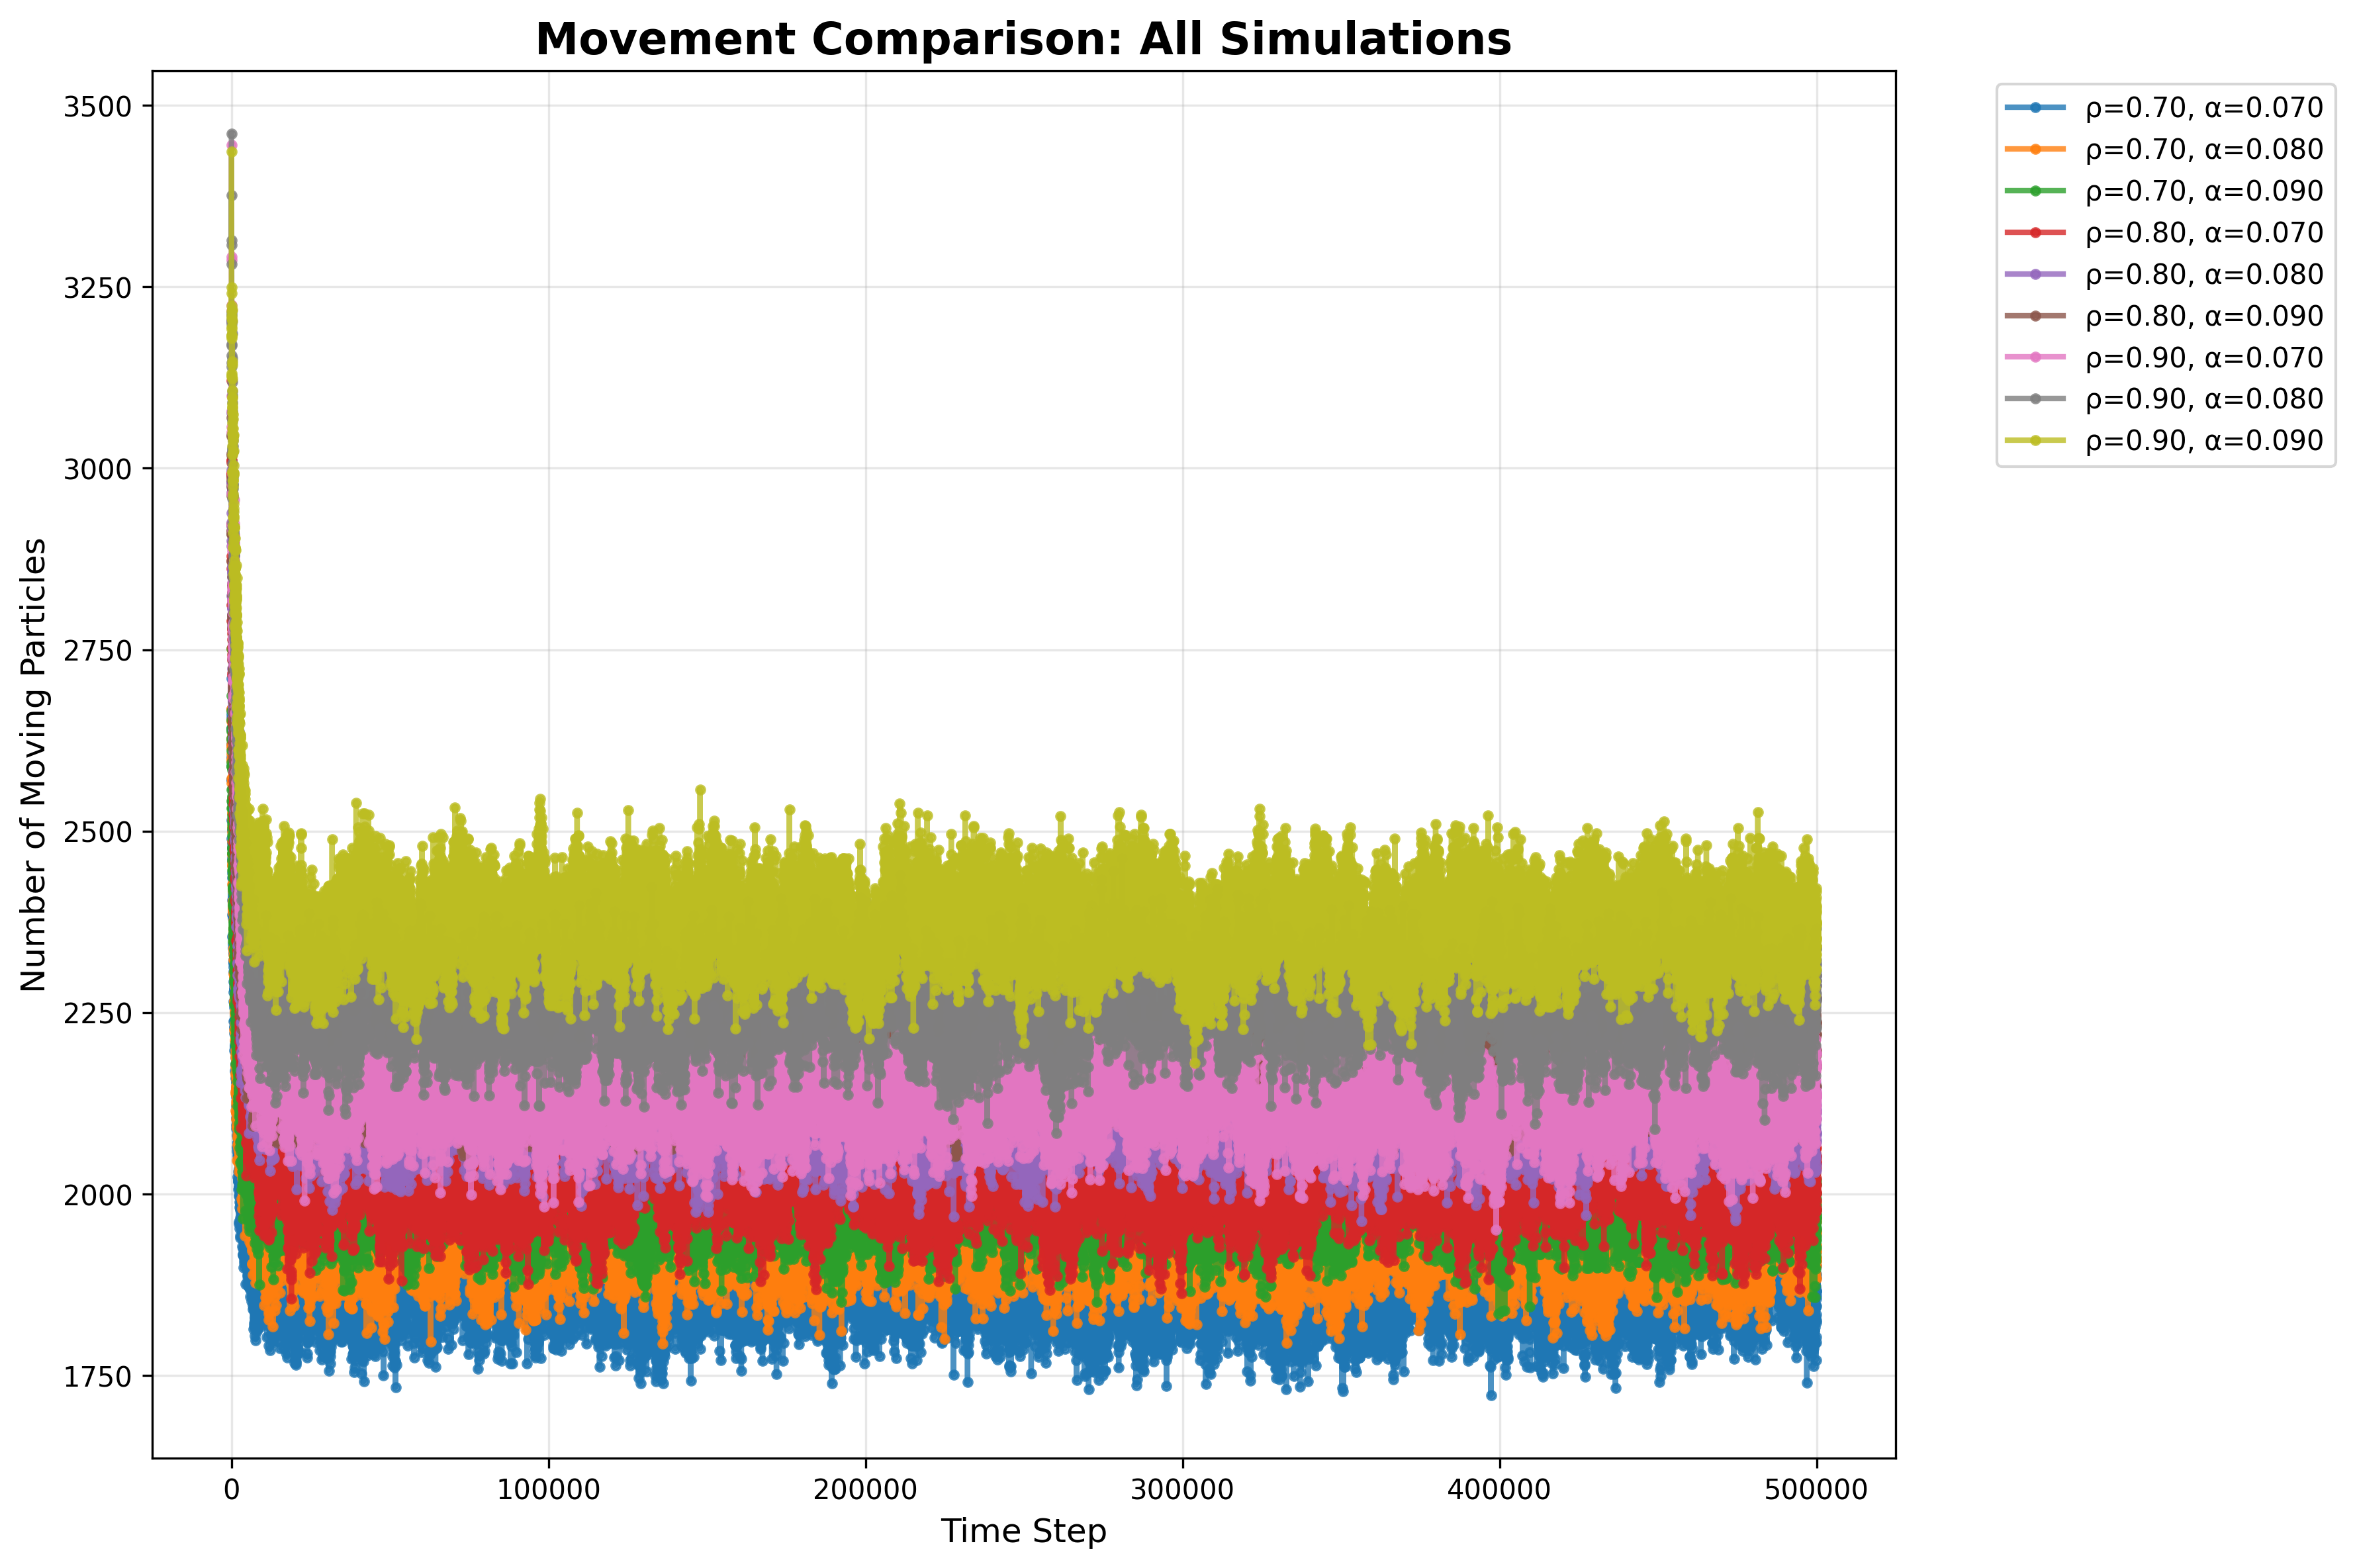 Movement Comparison: All Simulations
Number of Moving Particles
3500
3250
3000
2750
2500
2250
2000
1750
0
100000
200000
300000
400000
500000
Time Step
ρ=0.70, α=0.070
ρ=0.70, α=0.080
ρ=0.70, α=0.090
ρ=0.80, α=0.070
ρ=0.80, α=0.080
ρ=0.80, α=0.090
ρ=0.90, α=0.070
ρ=0.90, α=0.080
ρ=0.90, α=0.090